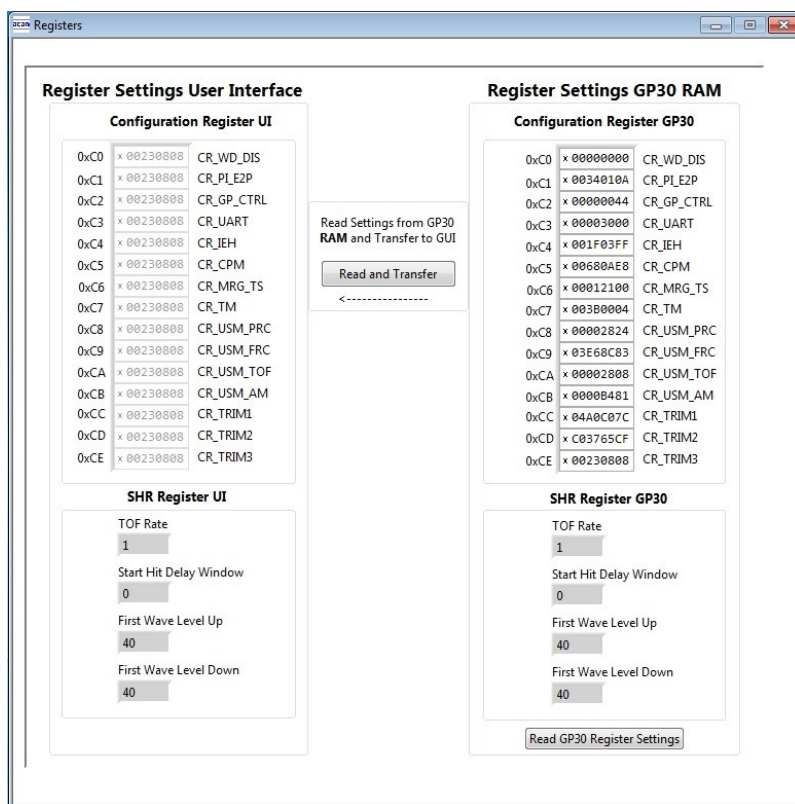 acam Registers
Register Settings User Interface
Configuration Register UI
0xC0 x 00230808 CR_WD_DIS
0xC1 x 00230808 CR_PI_E2P
0xC2 x 00230808 CR_GP_CTRL
0xC3 x 00230808 CR_UART
0xC4 x 00230808 CR_IEH
0xC5 x 00230808 CR_CPM
0xC6 x 00230808 CR_MRG_TS
0xC7 x 00230808 CR_TM
0xC8 x 00230808 CR_USM_PRC
0xC9 x 00230808 CR_USM_FRC
0xCA x 00230808 CR_USM_TOF
0xCB x 00230808 CR_USM_AM
0xCC x 00230808 CR_TRIM1
0xCD x 00230808 CR_TRIM2
0xCE x 00230808 CR_TRIM3
SHR Register UI
TOF Rate
1
Start Hit Delay Window
0
First Wave Level Up
40
First Wave Level Down
40
Read Settings from GP30
RAM and Transfer to GUI
Read and Transfer
<----------------
Register Settings GP30 RAM
Configuration Register GP30
0xC0 x 00000000 CR_WD_DIS
0xC1 x 0034010A CR_PI_E2P
0xC2 x 00000044 CR_GP_CTRL
0xC3 x 00003000 CR_UART
0xC4 x 001F03FF CR_IEH
0xC5 x 00680AE8 CR_CPM
0xC6 x 00012100 CR_MRG_TS
0xC7 x 003B0004 CR_TM
0xC8 x 00002824 CR_USM_PRC
0xC9 x 03E68C83 CR_USM_FRC
0xCA x 00002808 CR_USM_TOF
0xCB x 0000B481 CR_USM_AM
0xCC x 04A0C07C CR_TRIM1
0xCD x C03765CF CR_TRIM2
0xCE x 00230808 CR_TRIM3
SHR Register GP30
TOF Rate
1
Start Hit Delay Window
0
First Wave Level Up
40
First Wave Level Down
40
Read GP30 Register Settings